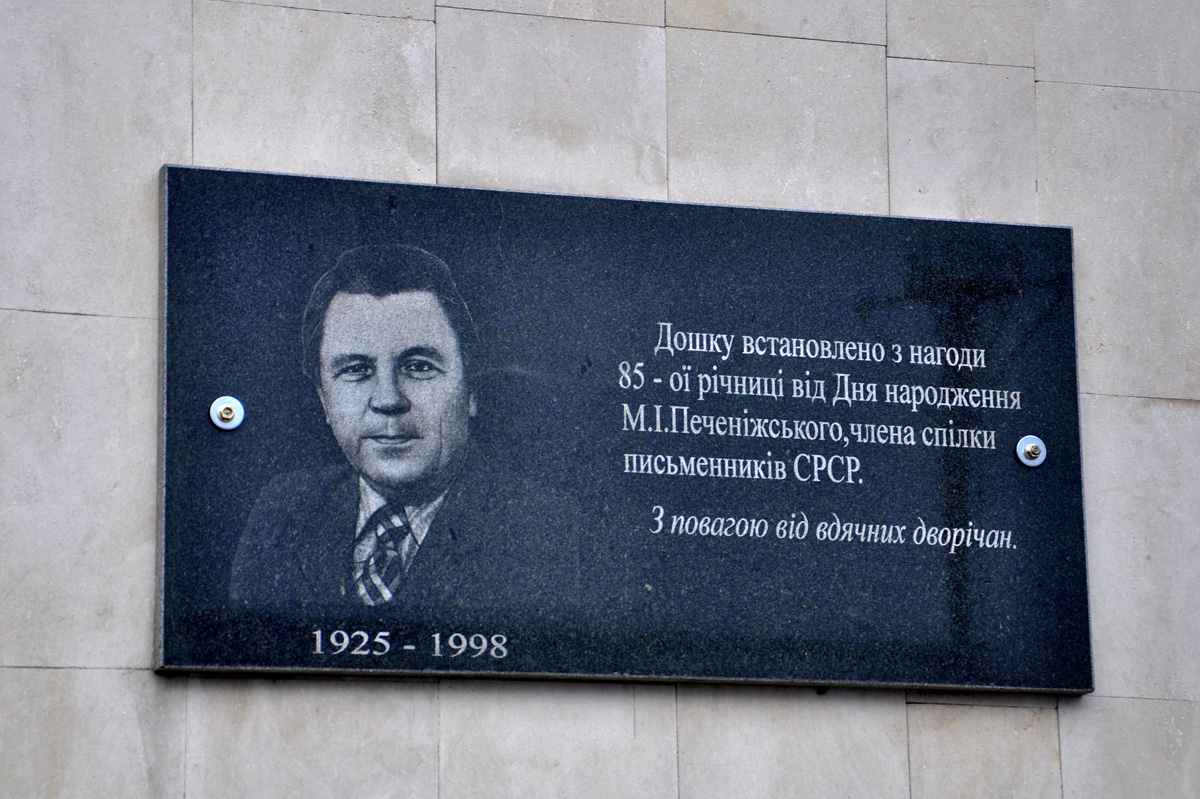 Дошку встановлено з нагоди
85 - ої річниці від Дня народження
М.І.Печеніжського,члена спілки
письменників СРСР.
З повагою від вдячних дворічан.
1925 - 1998